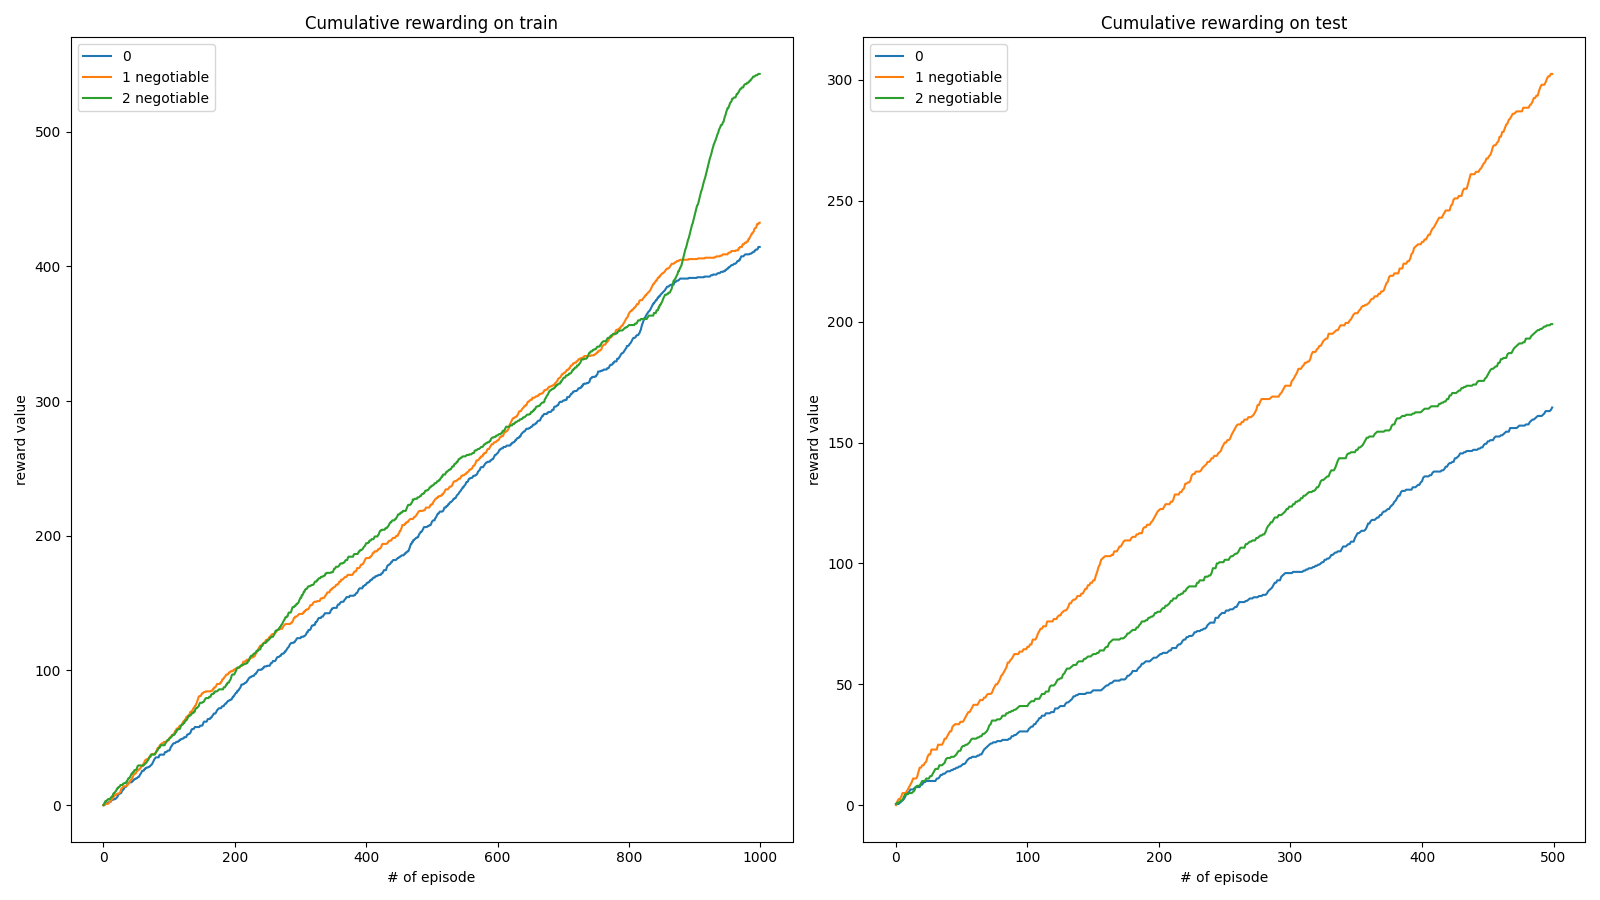 Cumulative rewarding on train
0
1 negotiable
2 negotiable
500
400
300
200
100
0
reward value
0 200 400 600 800 1000
# of episode
Cumulative rewarding on test
0
1 negotiable
2 negotiable
300
250
200
150
100
50
0
reward value
0 100 200 300 400 500
# of episode